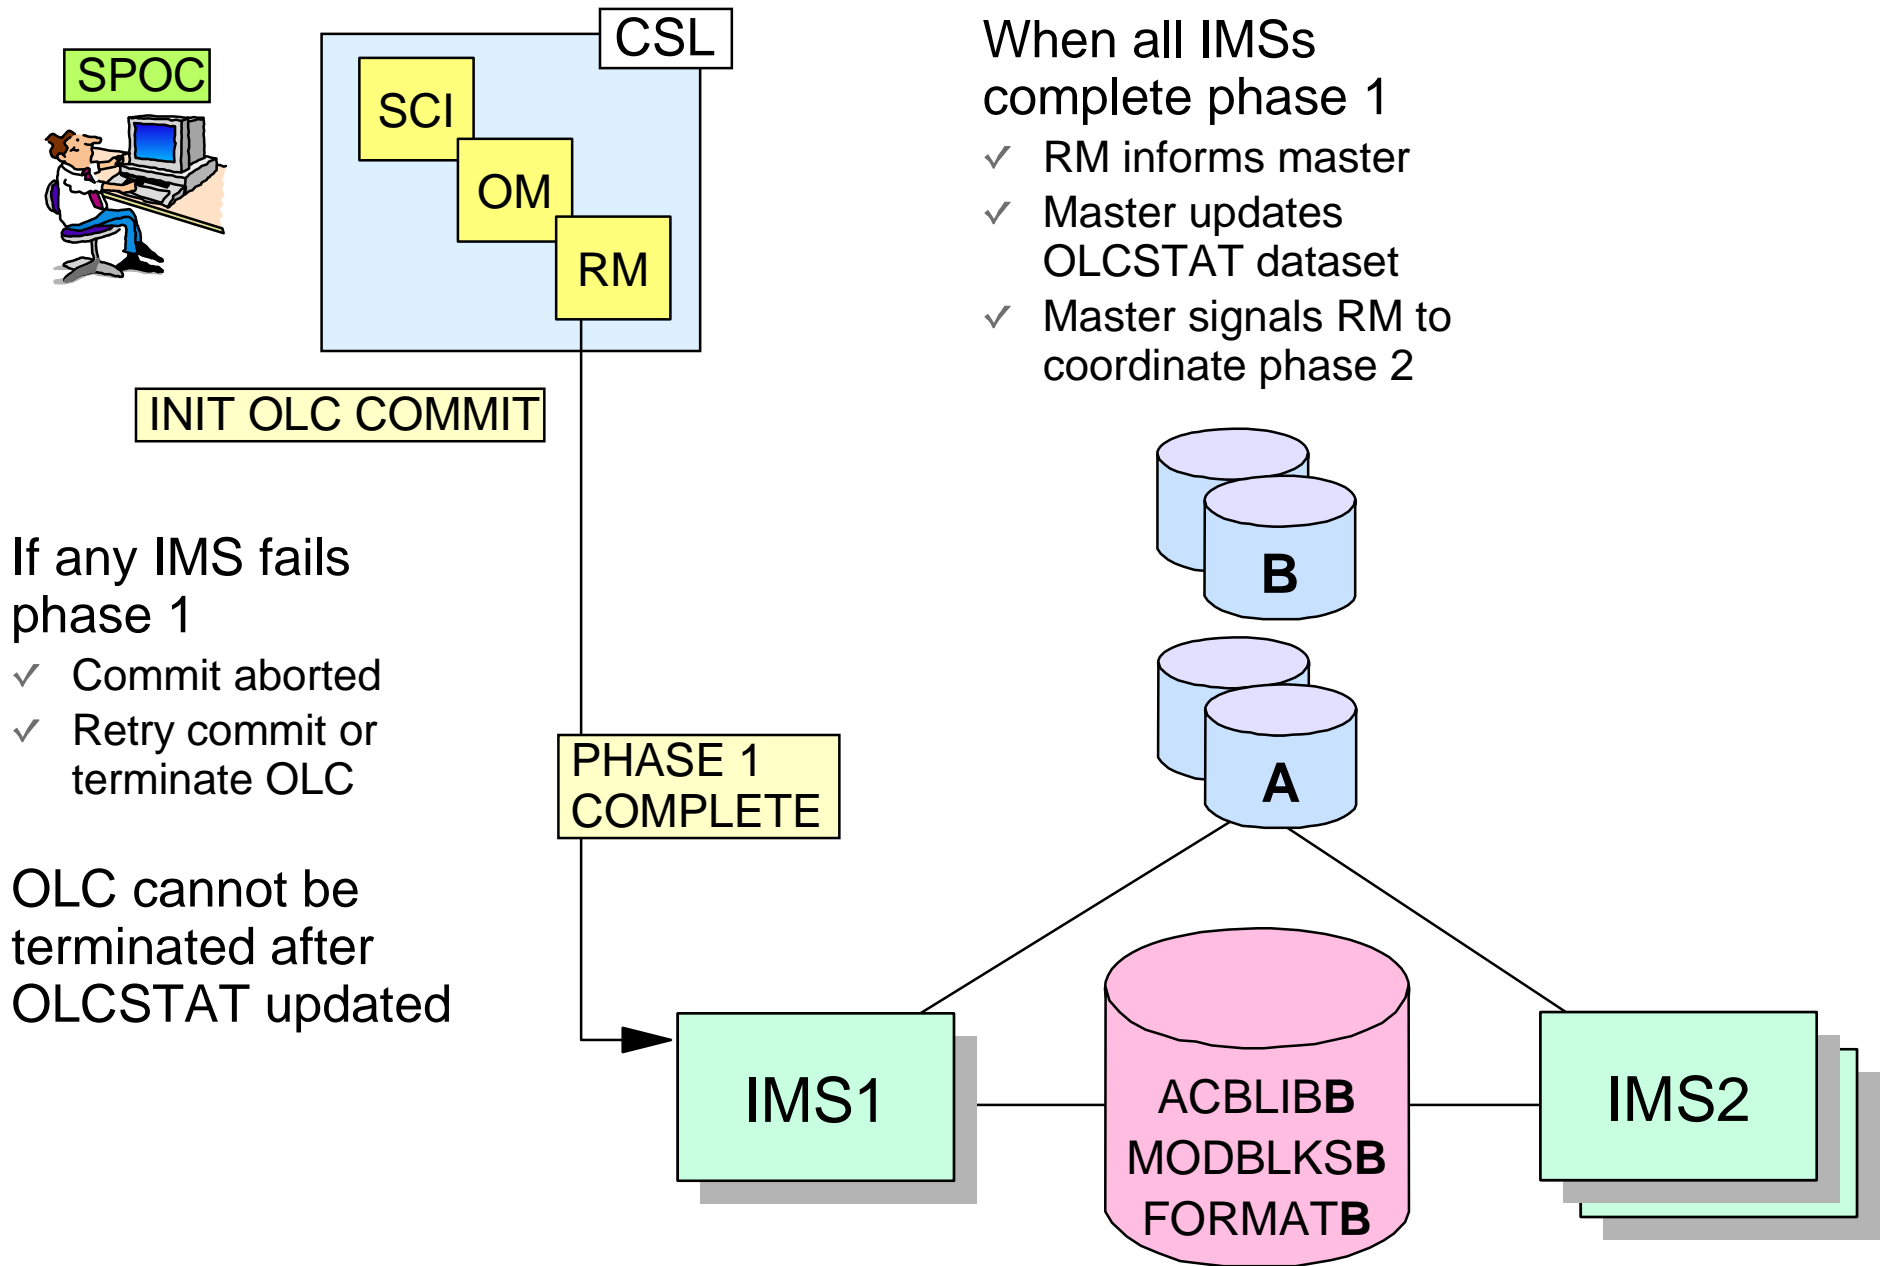 SPOC
CSL
SCI
OM
RM
INIT OLC COMMIT
When all IMSs
complete phase 1
✓ RM informs master
✓ Master updates
OLCSTAT dataset
✓ Master signals RM to
coordinate phase 2
If any IMS fails
phase 1
✓ Commit aborted
✓ Retry commit or
terminate OLC
OLC cannot be
terminated after
OLCSTAT updated
PHASE 1
COMPLETE
B
A
IMS1
ACBLIBB
MODBLKSB
FORMATB
IMS2